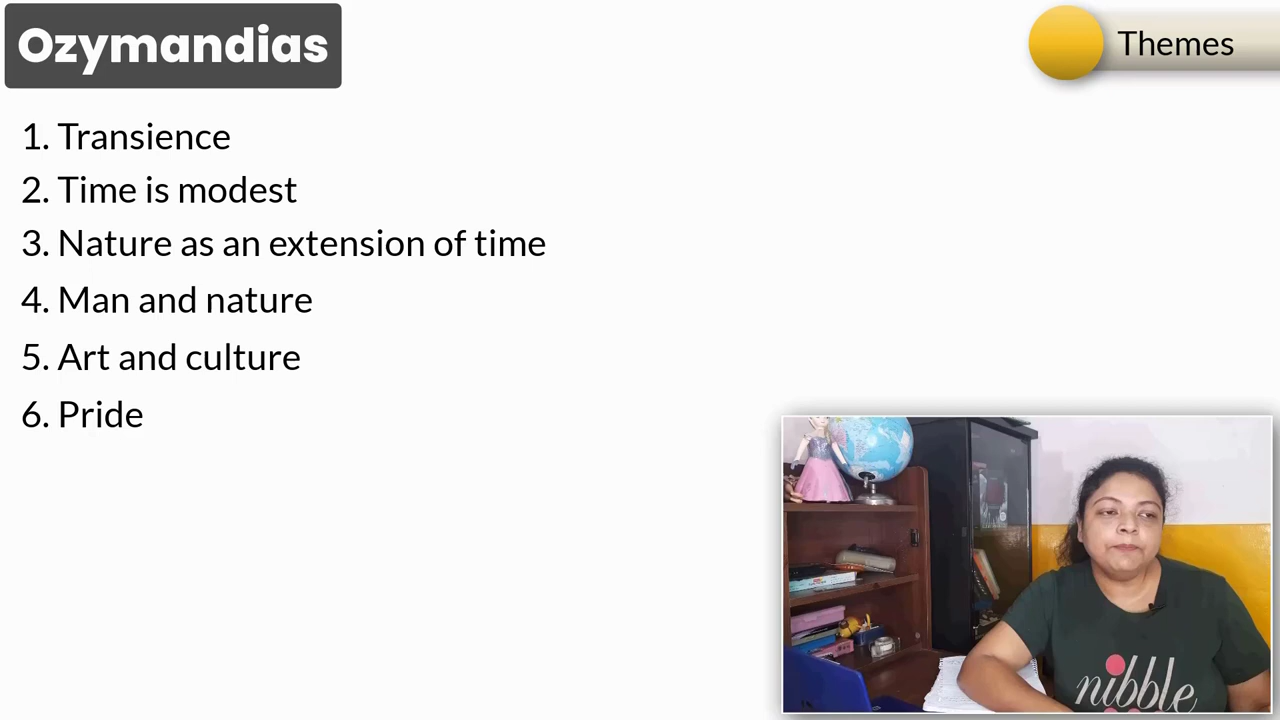 Ozymandias
Themes
1. Transience
2. Time is modest
3. Nature as an extension of time
4. Man and nature
5. Art and culture
6. Pride
nibble